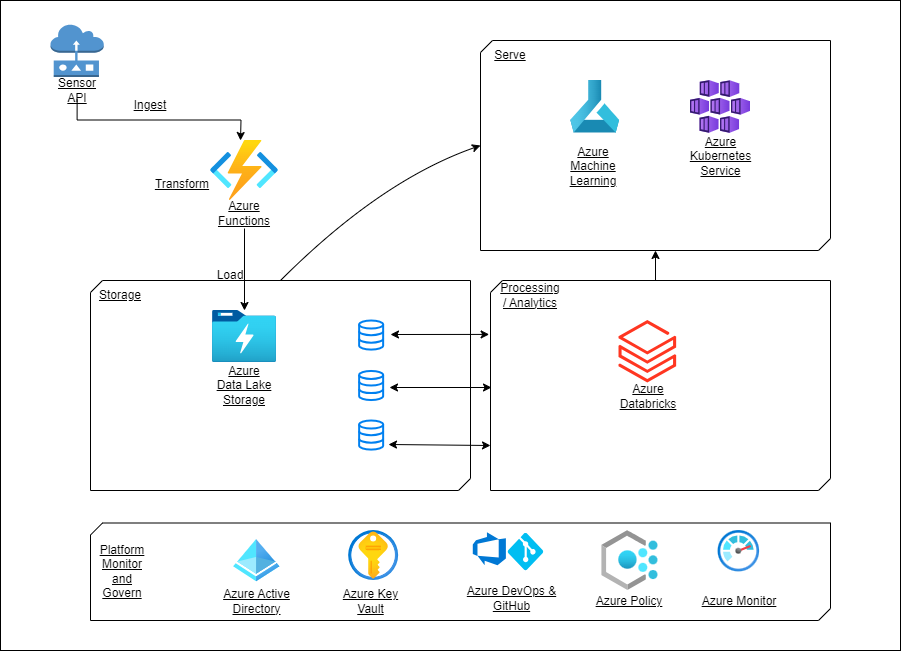 Sensor
API
Ingest
Transform
Azure
Functions
Load
Serve
Azure
Machine
Learning
Azure
Kubernetes
Service
Storage
Azure
Data Lake
Storage
Processing
/ Analytics
Azure
Databricks
Platform
Monitor
and
Govern
Azure Active
Directory
Azure Key
Vault
Azure DevOps &
GitHub
Azure Policy
Azure Monitor